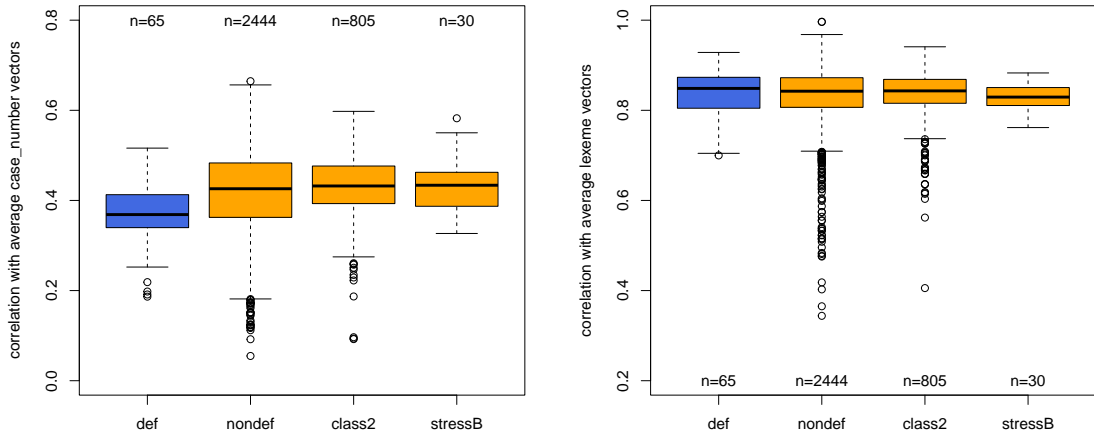 n=65 n=2444 n=805 n=30
correlation with average case_number vectors
0.8
0.6
0.4
0.2
0.0
def nondef class2 stressB
correlation with average lexeme vectors
1.0
0.8
0.6
0.4
0.2
n=65 n=2444 n=805 n=30
def nondef class2 stressB